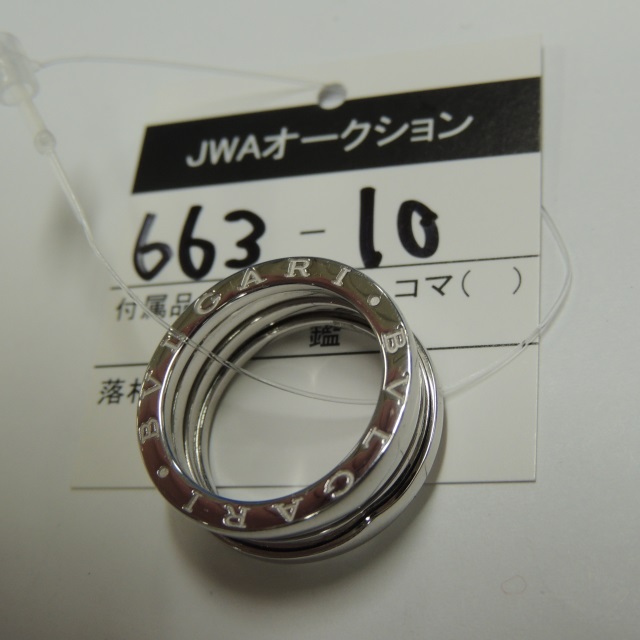 JWAオークション
663-10
付属品 コマ( )
鑑
落札
BVLGARI • BVLGARI •